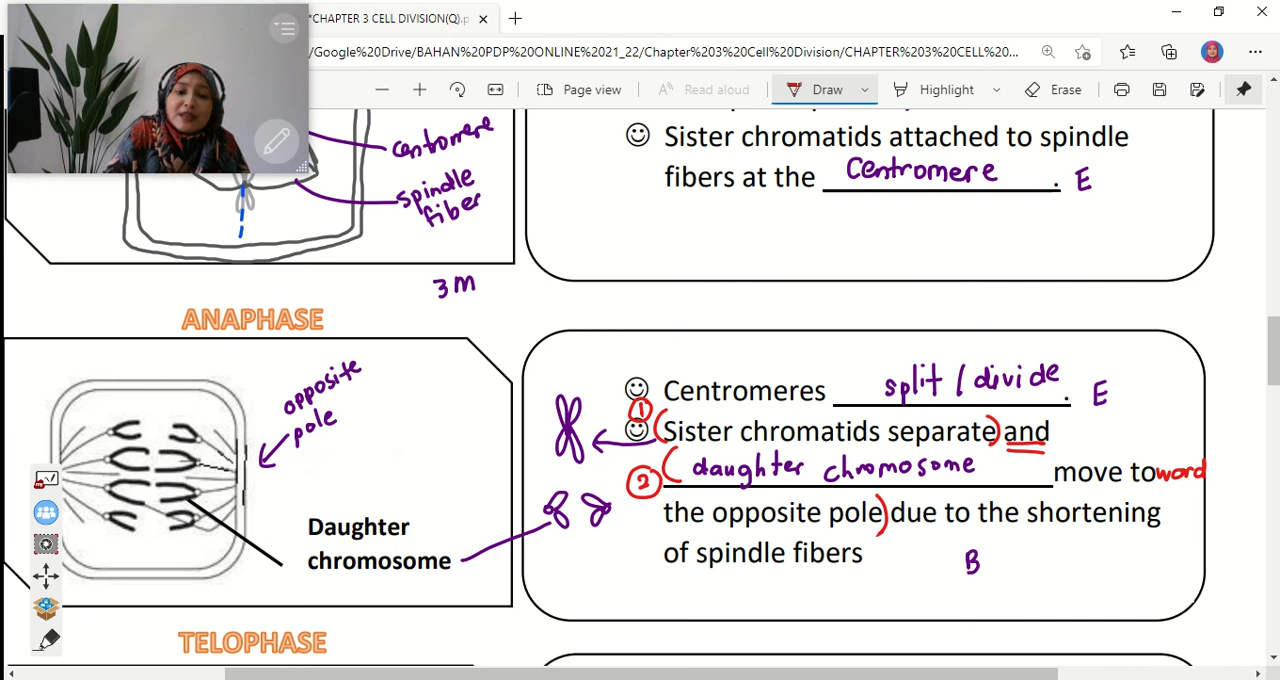 *CHAPTER 3 CELL DIVISION(Q).p
/Google%20Drive/BAHAN%20PDP%20ONLINE%202021_22/Chapter%203%20Cell%20Division/CHAPTER%203%20CELL%20...
Page view
Read aloud
Draw
Highlight
Erase
centromere
spindle
fiber
3 M
Sister chromatids attached to spindle
fibers at the Centromere . E
ANAPHASE
opposite
pole
Daughter
chromosome
Centromeres split / divide . E
1 (Sister chromatids separate) and
2 (daughter chromosome move toword
the opposite pole) due to the shortening
of spindle fibers
B
TELOPHASE